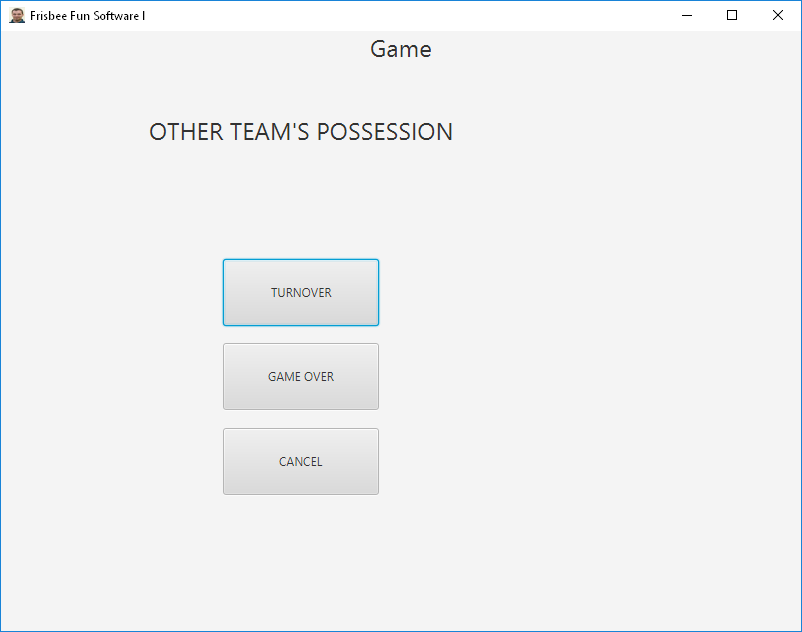 Frisbee Fun Software I
Game
OTHER TEAM'S POSSESSION
TURNOVER
GAME OVER
CANCEL